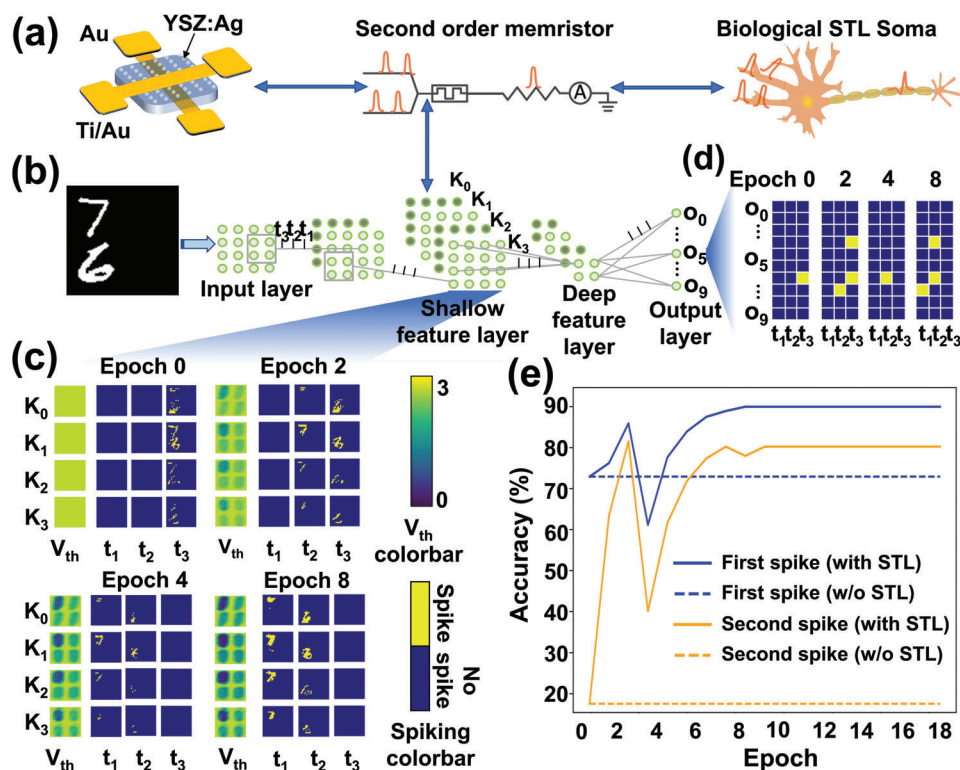 (a)
Au
YSZ:Ag
Ti/Au
Second order memristor
A
Biological STL Soma
(b)
7
6
t3t2t1
Input layer
K0
K1
K2
K3
Shallow
feature layer
Deep
feature
layer
O0
O5
O9
Output
layer
(d)
Epoch 0 2 4 8
O0
O5
O9
t1t2t3 t1t2t3 t1t2t3 t1t2t3
(c)
Epoch 0 Epoch 2
K0
K1
K2
K3
Vth t1 t2 t3 Vth t1 t2 t3
3
0
Vth
colorbar
Epoch 4 Epoch 8
K0
K1
K2
K3
Vth t1 t2 t3 Vth t1 t2 t3
Spike
No spike
Spiking
colorbar
(e)
Accuracy (%)
90
80
70
60
50
40
30
20
First spike (with STL)
First spike (w/o STL)
Second spike (with STL)
Second spike (w/o STL)
0 2 4 6 8 10 12 14 16 18
Epoch